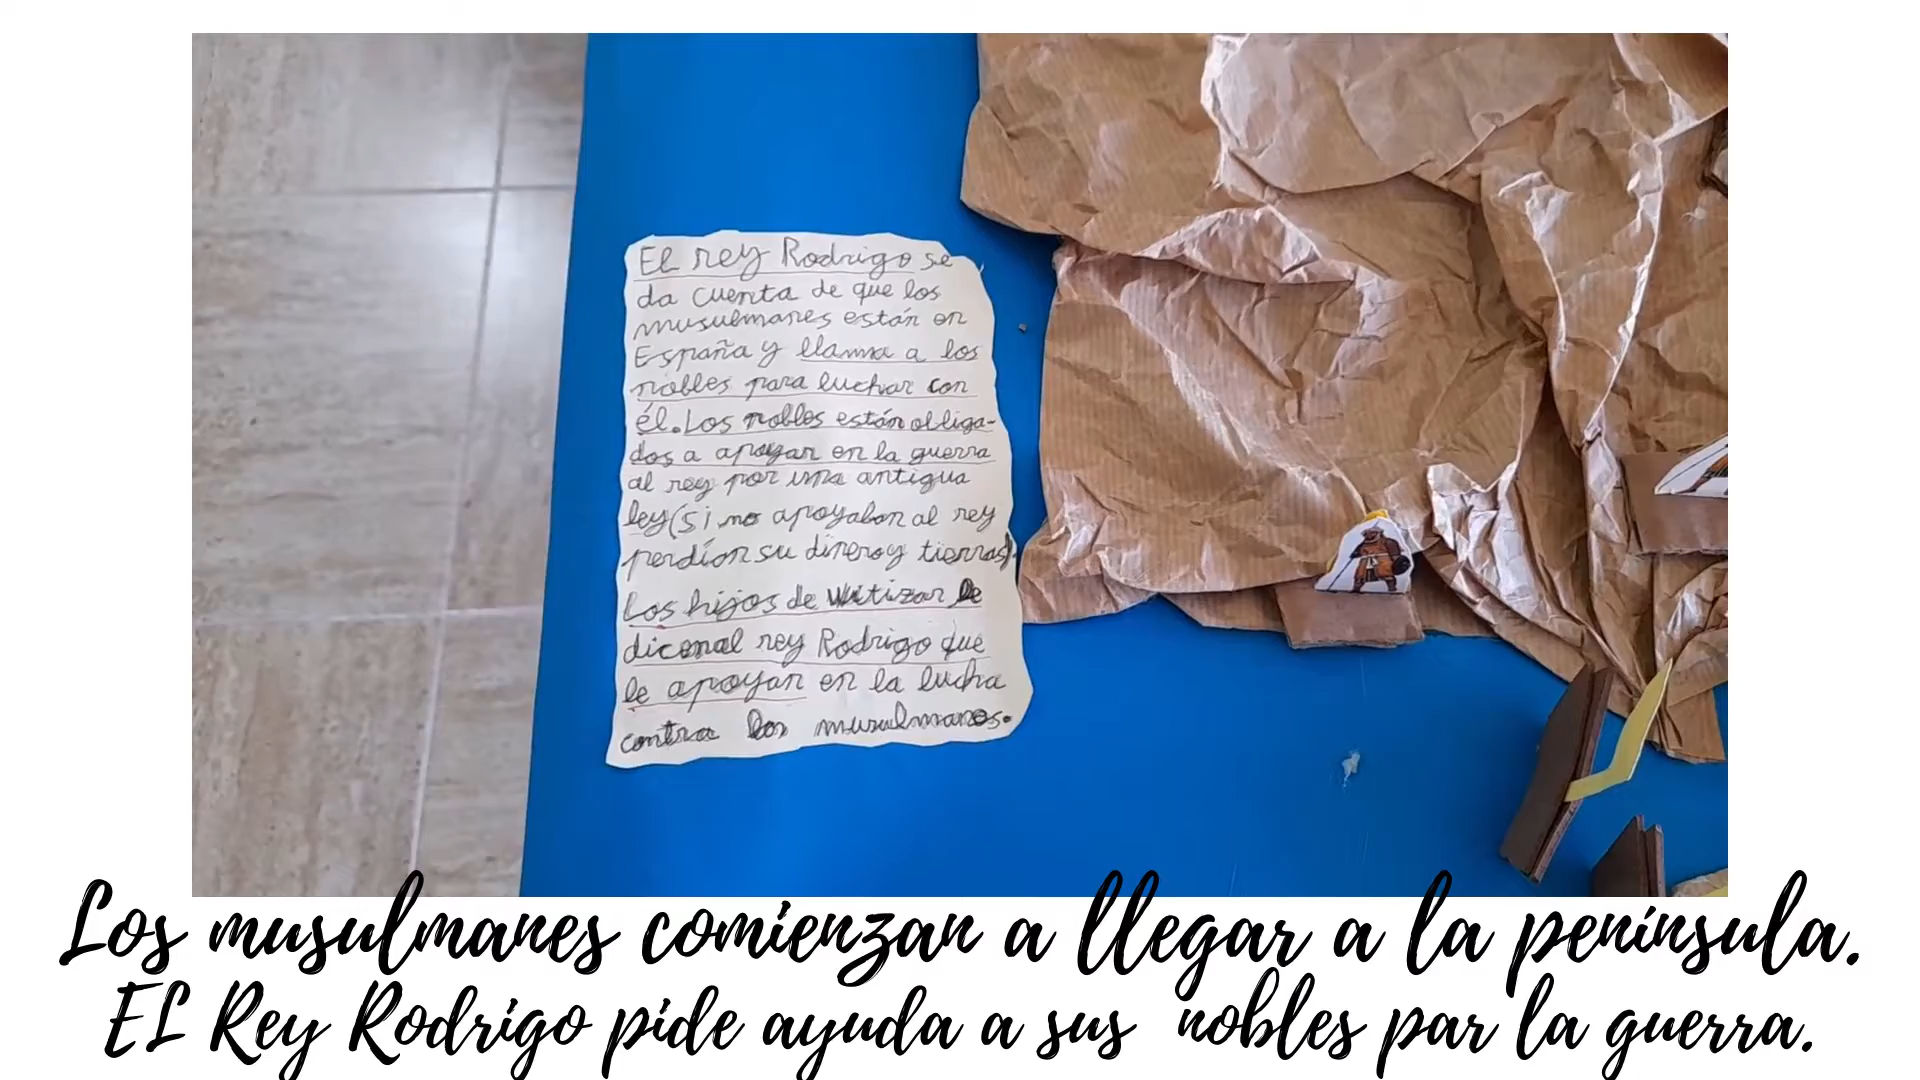 El rey Rodrigo se
da cuenta de que los
musulmanes están en
España y llama a los
nobles para luchar con
él. Los nobles están obliga-
dos a apoyar en la guerra
al rey por una antigua
ley (si no apoyaban al rey
perdían su dinero y tierras).
Los hijos de Witizar le
dicen al rey Rodrigo que
le apoyan en la lucha
contra los musulmanes.
Los musulmanes comienzan a llegar a la península.
El Rey Rodrigo pide ayuda a sus nobles par la guerra.